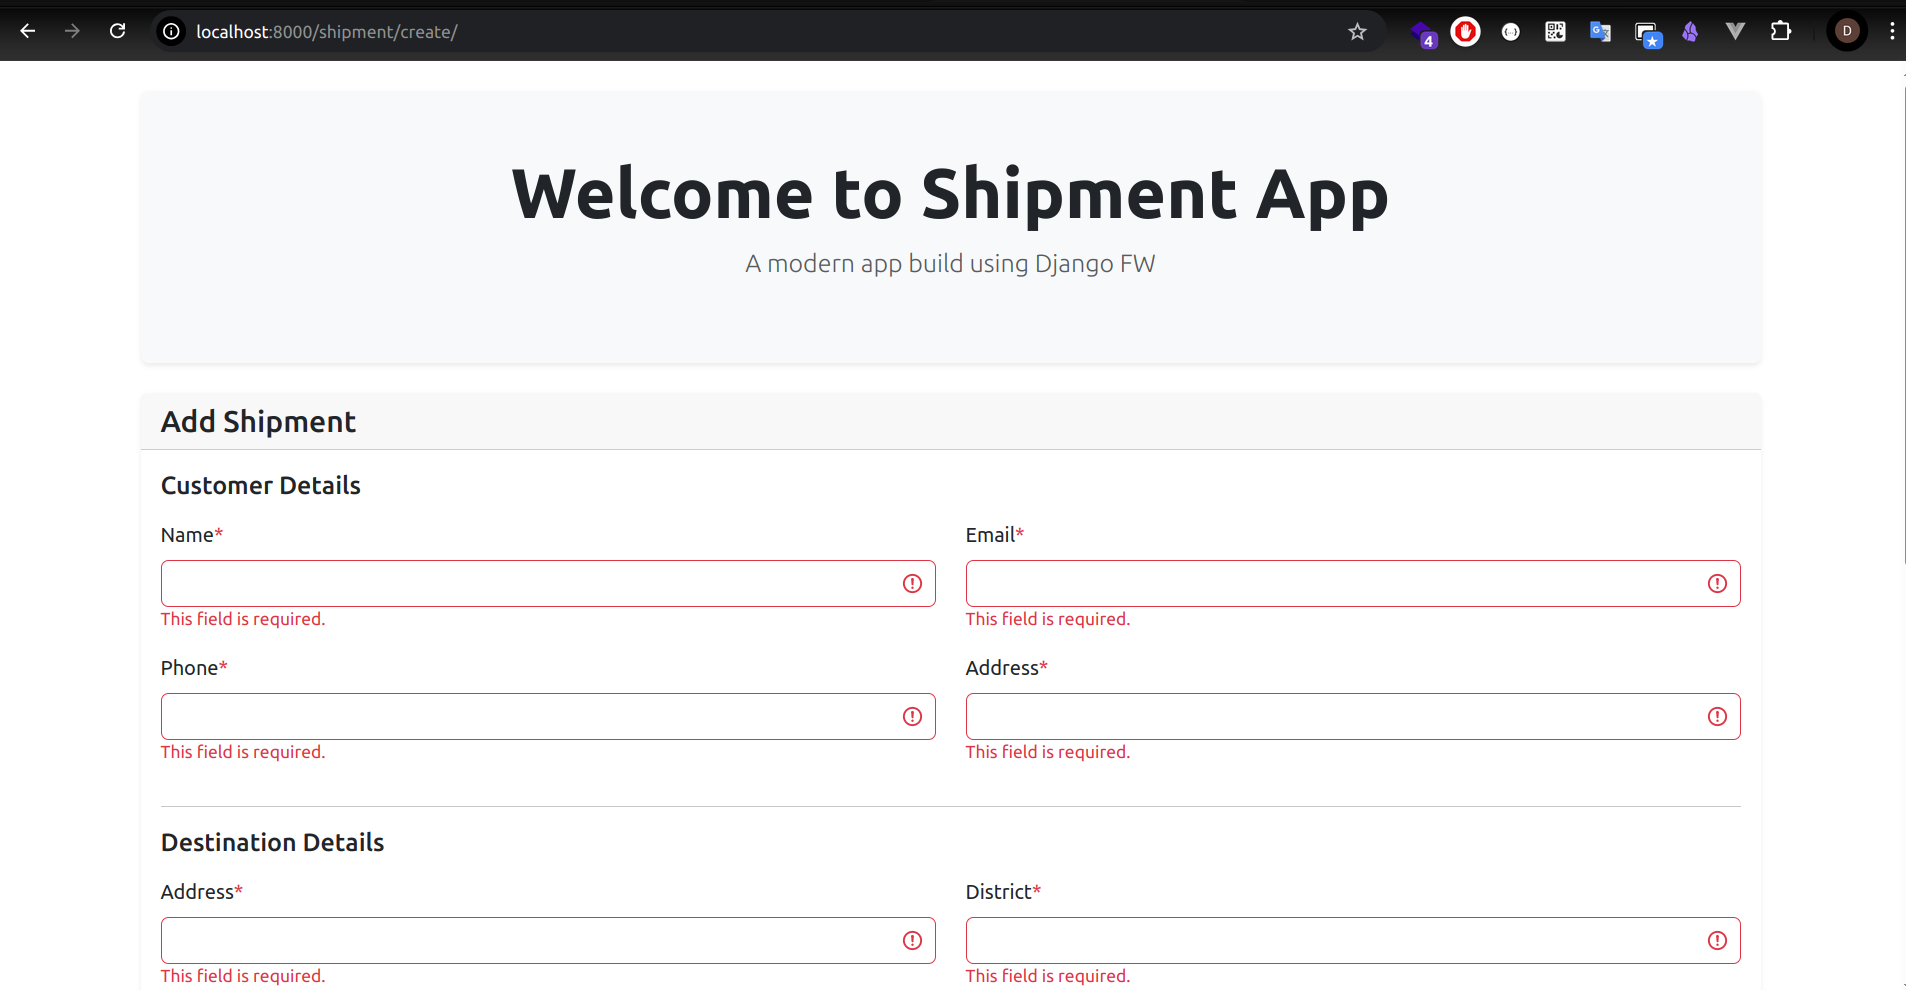 localhost:8000/shipment/create/
4
D
Welcome to Shipment App
A modern app build using Django FW
Add Shipment
Customer Details
Name* Email*
This field is required. This field is required.
Phone* Address*
This field is required. This field is required.
Destination Details
Address* District*
This field is required. This field is required.